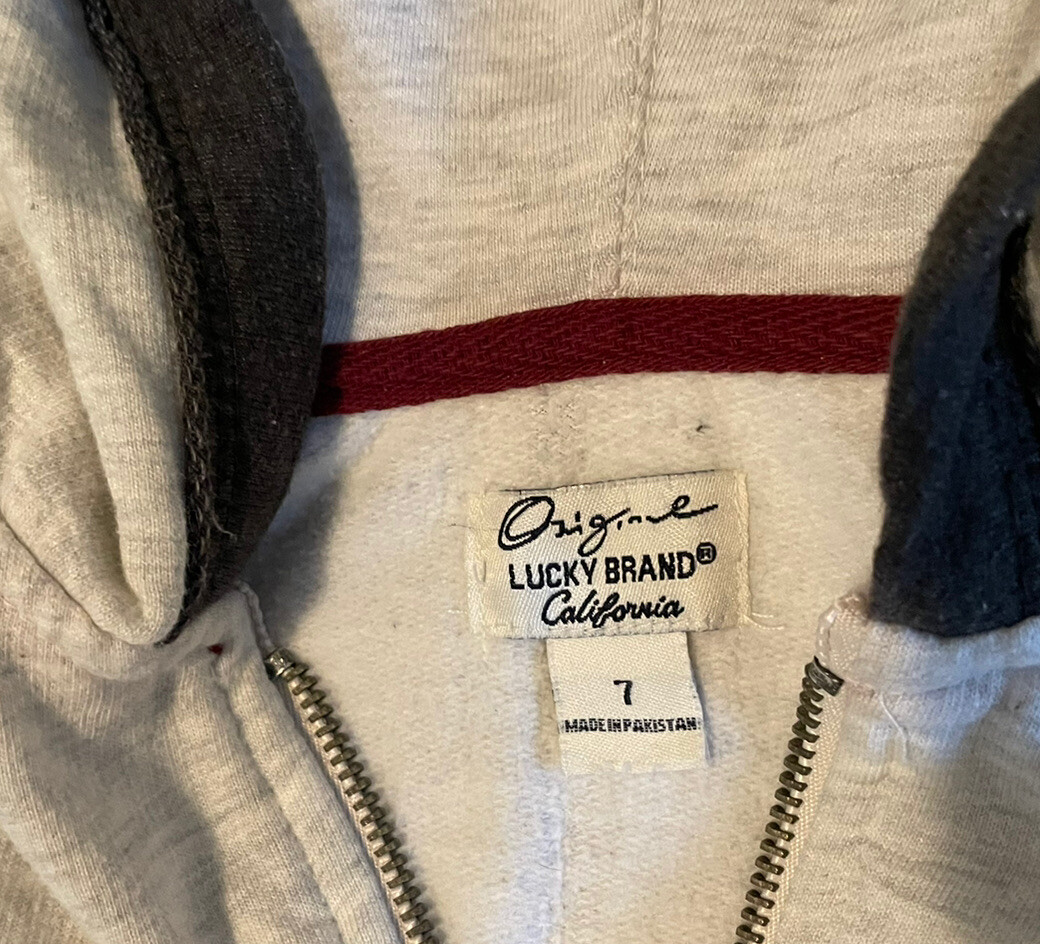 Original
LUCKY BRAND®
California
7
MADE IN PAKISTAN